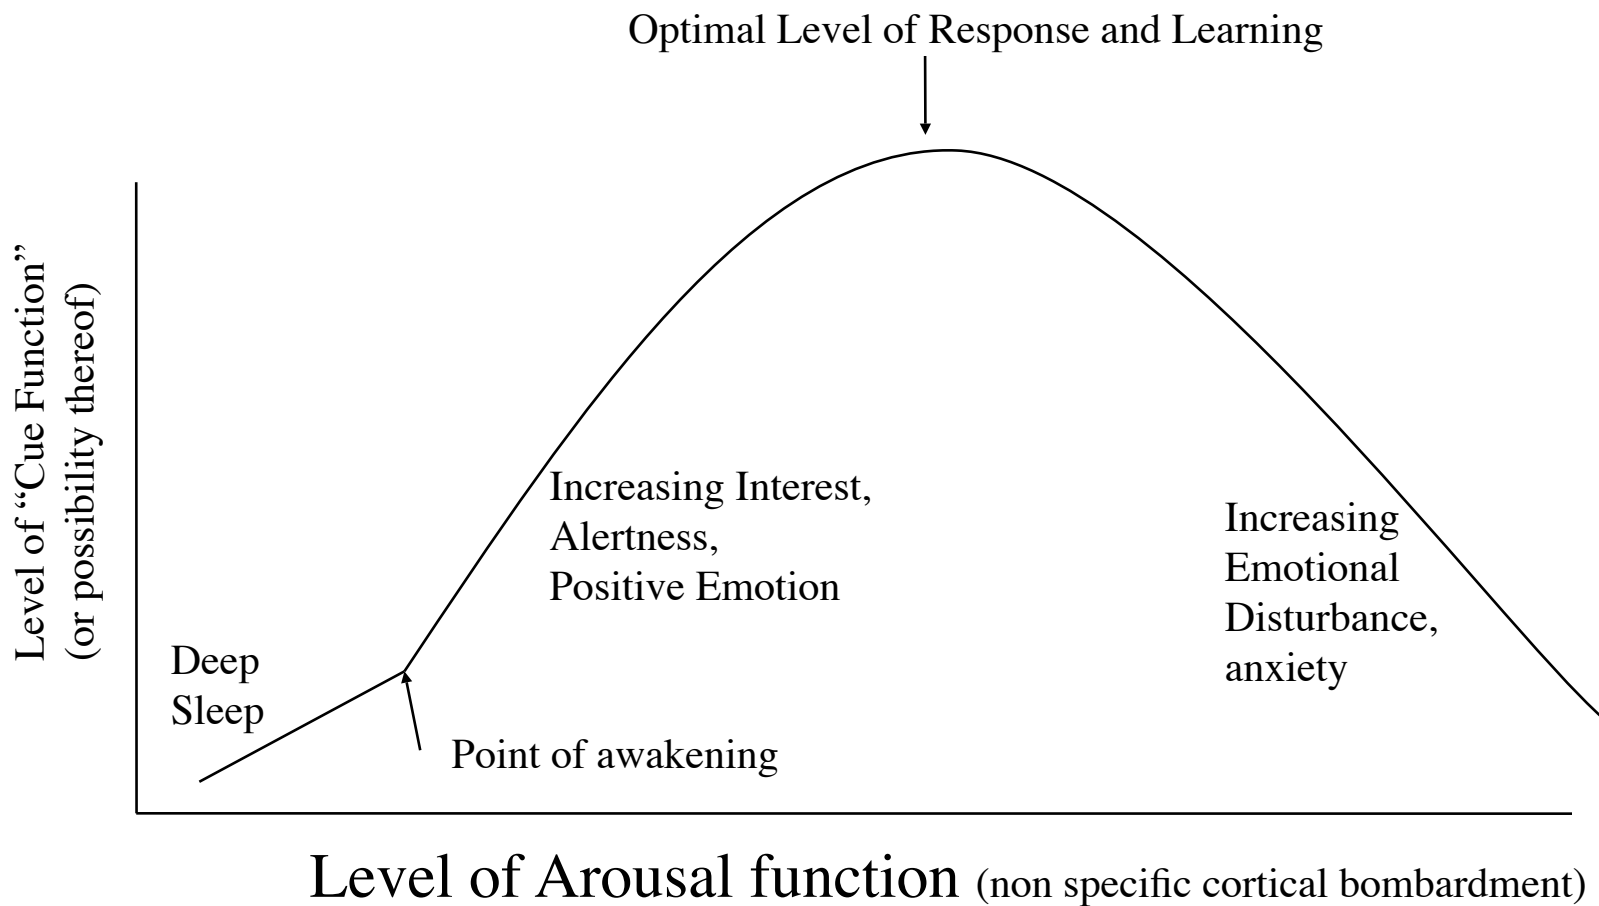 Optimal Level of Response and Learning
Level of “Cue Function”
(or possibility thereof)
Increasing Interest,
Alertness,
Positive Emotion
Increasing
Emotional
Disturbance,
anxiety
Deep
Sleep
Point of awakening
Level of Arousal function (non specific cortical bombardment)